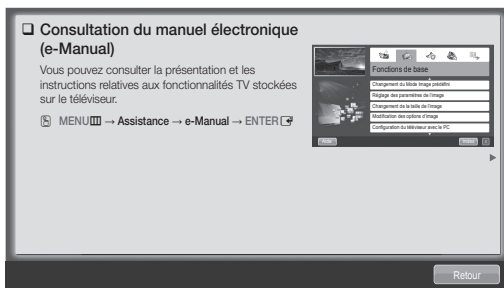 ❑ Consultation du manuel électronique
(e-Manual)
Vous pouvez consulter la présentation et les
instructions relatives aux fonctionnalités TV stockées
sur le téléviseur.
MENU → Assistance → e-Manual → ENTER
Fonctions de base
Changement du Mode Image prédéfini
Réglage des paramètres de l'image
Changement de la taille de l'image
Modification des options d'image
Configuration du téléviseur avec le PC
Retour